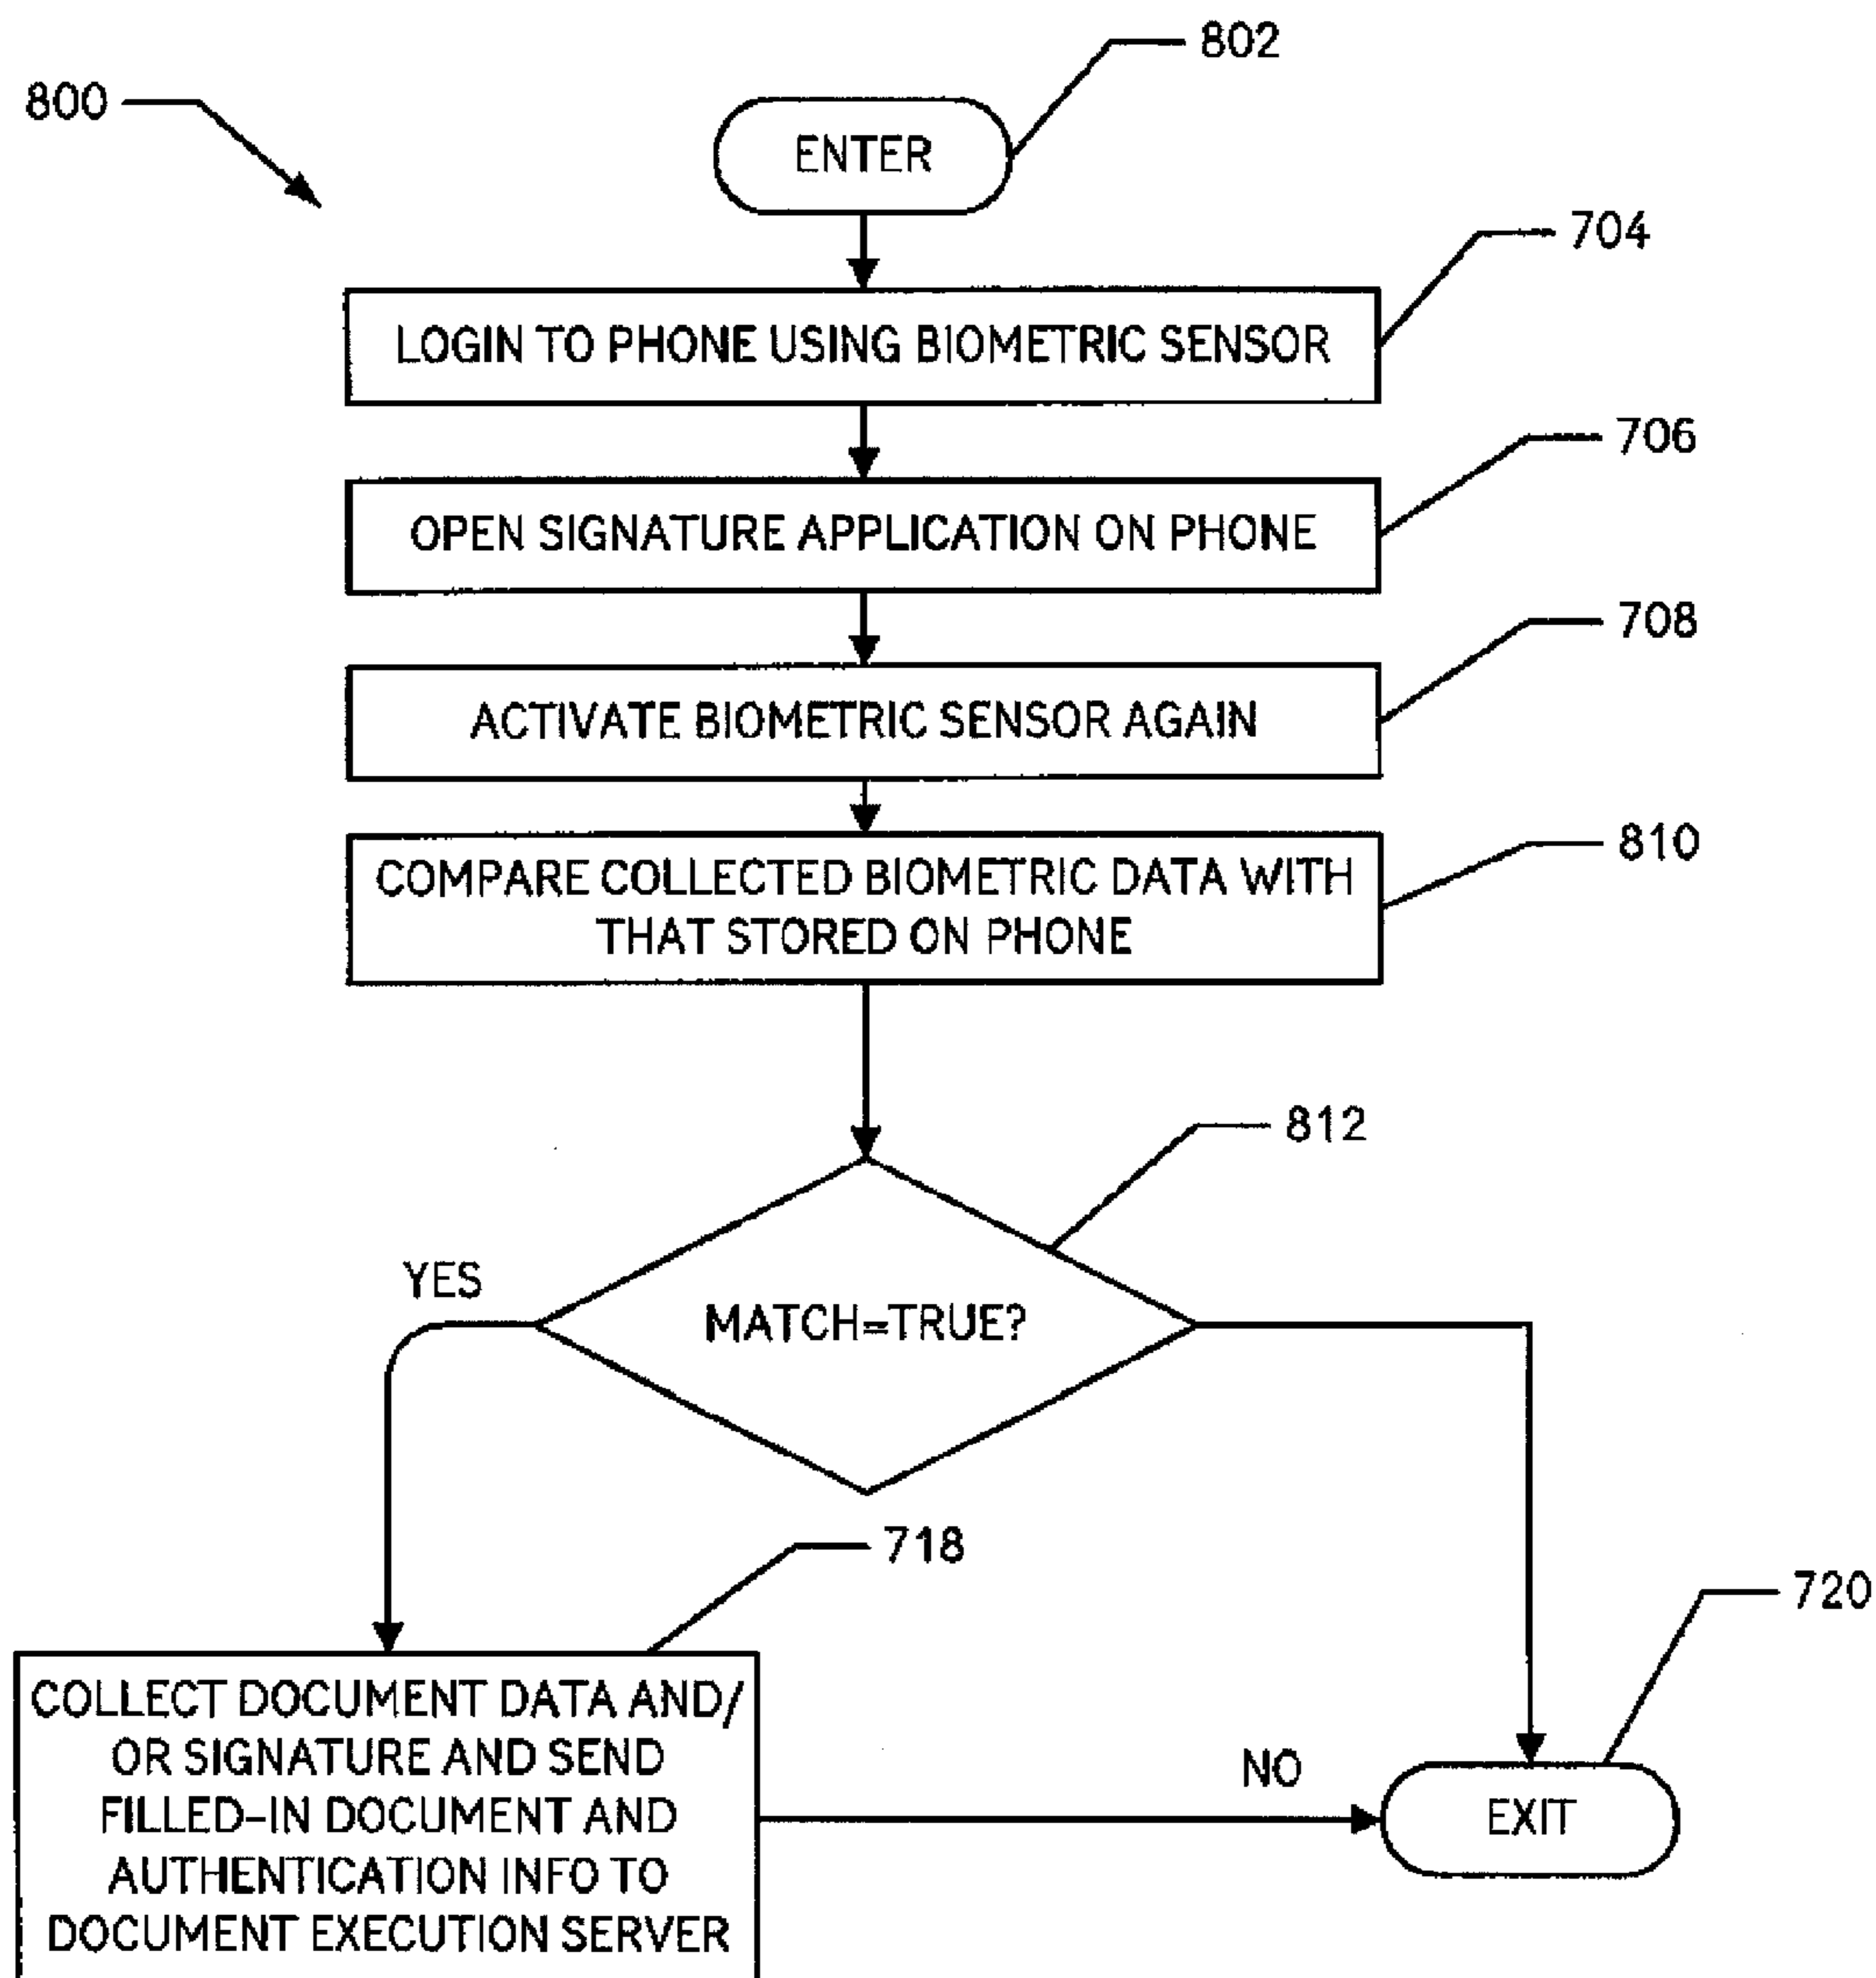 802
800
ENTER
704
LOGIN TO PHONE USING BIOMETRIC SENSOR
706
OPEN SIGNATURE APPLICATION ON PHONE
708
ACTIVATE BIOMETRIC SENSOR AGAIN
810
COMPARE COLLECTED BIOMETRIC DATA WITH
THAT STORED ON PHONE
812
YES
MATCH=TRUE?
718
720
COLLECT DOCUMENT DATA AND/
OR SIGNATURE AND SEND
FILLED-IN DOCUMENT AND
AUTHENTICATION INFO TO
DOCUMENT EXECUTION SERVER
NO
EXIT